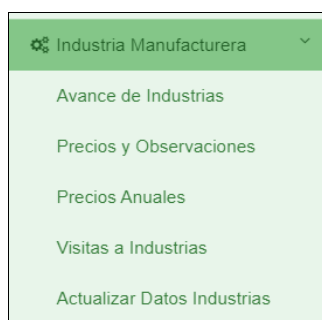 Industria Manufacturera
Avance de Industrias
Precios y Observaciones
Precios Anuales
Visitas a Industrias
Actualizar Datos Industrias